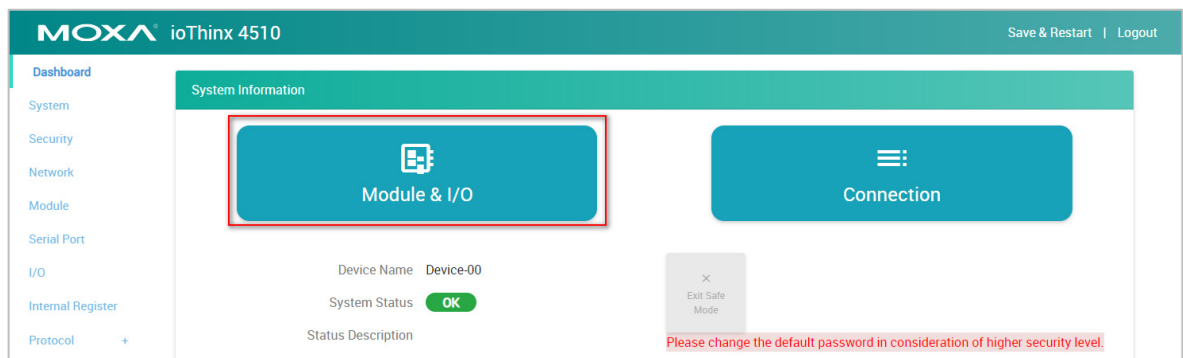 MOXA® ioThinx 4510
Save & Restart | Logout
Dashboard
System
Security
Network
Module
Serial Port
I/O
Internal Register
Protocol +
System Information
Module & I/O
Connection
Device Name Device-00
System Status OK
Status Description
× Exit Safe
Mode
Please change the default password in consideration of higher security level.